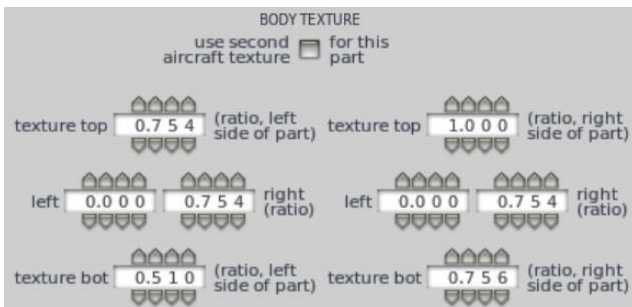 BODY TEXTURE
use second for this
aircraft texture part
texture top 0.754 (ratio, left side of part) texture top 1.000 (ratio, right side of part)
left 0.000 0.754 right (ratio) left 0.000 0.754 right (ratio)
texture bot 0.510 (ratio, left side of part) texture bot 0.756 (ratio, right side of part)